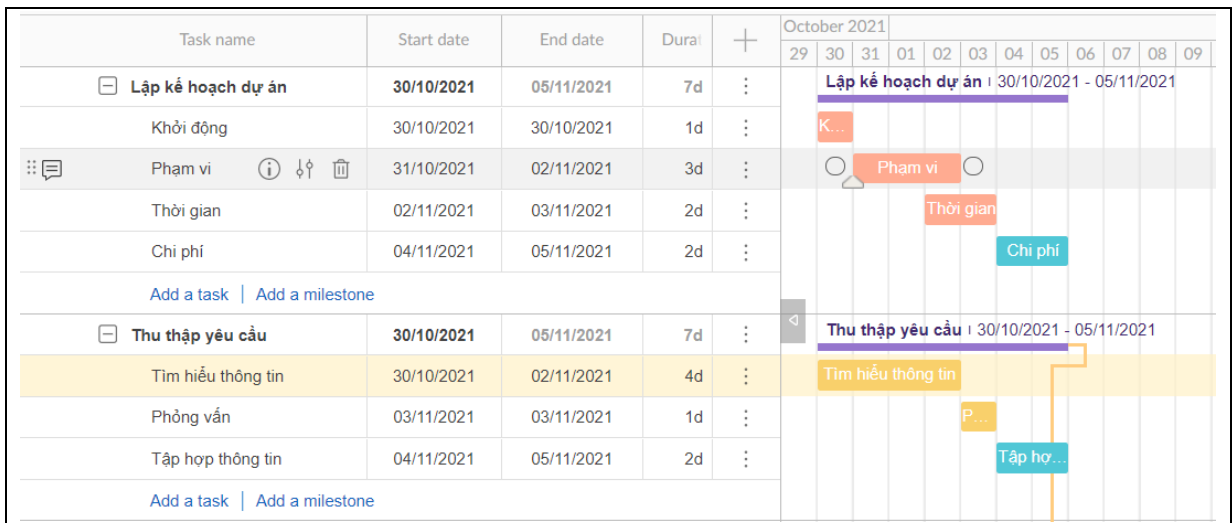 Task name Start date End date Durat
October 2021
29 30 31 01 02 03 04 05 06 07 08 09
Lập kế hoạch dự án 30/10/2021 05/11/2021 7d Lập kế hoạch dự án 30/10/2021 - 05/11/2021
Khởi động 30/10/2021 30/10/2021 1d K...
Phạm vi 31/10/2021 02/11/2021 3d Phạm vi
Thời gian 02/11/2021 03/11/2021 2d Thời gian
Chi phí 04/11/2021 05/11/2021 2d Chi phí
Add a task | Add a milestone
Thu thập yêu cầu 30/10/2021 05/11/2021 7d Thu thập yêu cầu 30/10/2021 - 05/11/2021
Tìm hiểu thông tin 30/10/2021 02/11/2021 4d Tìm hiểu thông tin
Phỏng vấn 03/11/2021 03/11/2021 1d P...
Tập hợp thông tin 04/11/2021 05/11/2021 2d Tập hợ...
Add a task | Add a milestone